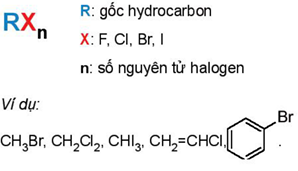 RXn
R: gốc hydrocarbon
X: F, Cl, Br, I
n: số nguyên tử halogen
Ví dụ:
CH3Br, CH2Cl2, CHI3, CH2=CHCl, Br .